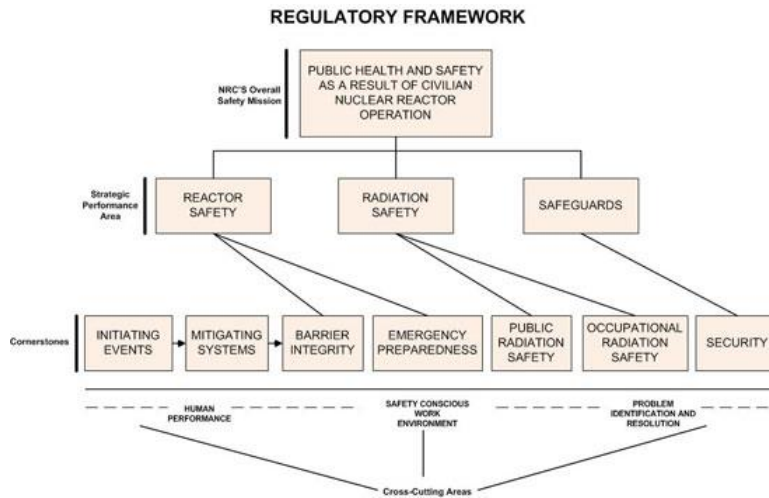 REGULATORY FRAMEWORK
NRC'S Overall
Safety Mission
PUBLIC HEALTH AND SAFETY
AS A RESULT OF CIVILIAN
NUCLEAR REACTOR
OPERATION
Strategic
Performance
Area
REACTOR
SAFETY
RADIATION
SAFETY
SAFEGUARDS
Cornerstones
INITIATING
EVENTS
MITIGATING
SYSTEMS
BARRIER
INTEGRITY
EMERGENCY
PREPAREDNESS
PUBLIC
RADIATION
SAFETY
OCCUPATIONAL
RADIATION
SAFETY
SECURITY
HUMAN
PERFORMANCE
SAFETY CONSCIOUS
WORK
ENVIRONMENT
PROBLEM
IDENTIFICATION AND
RESOLUTION
Cross-Cutting Areas